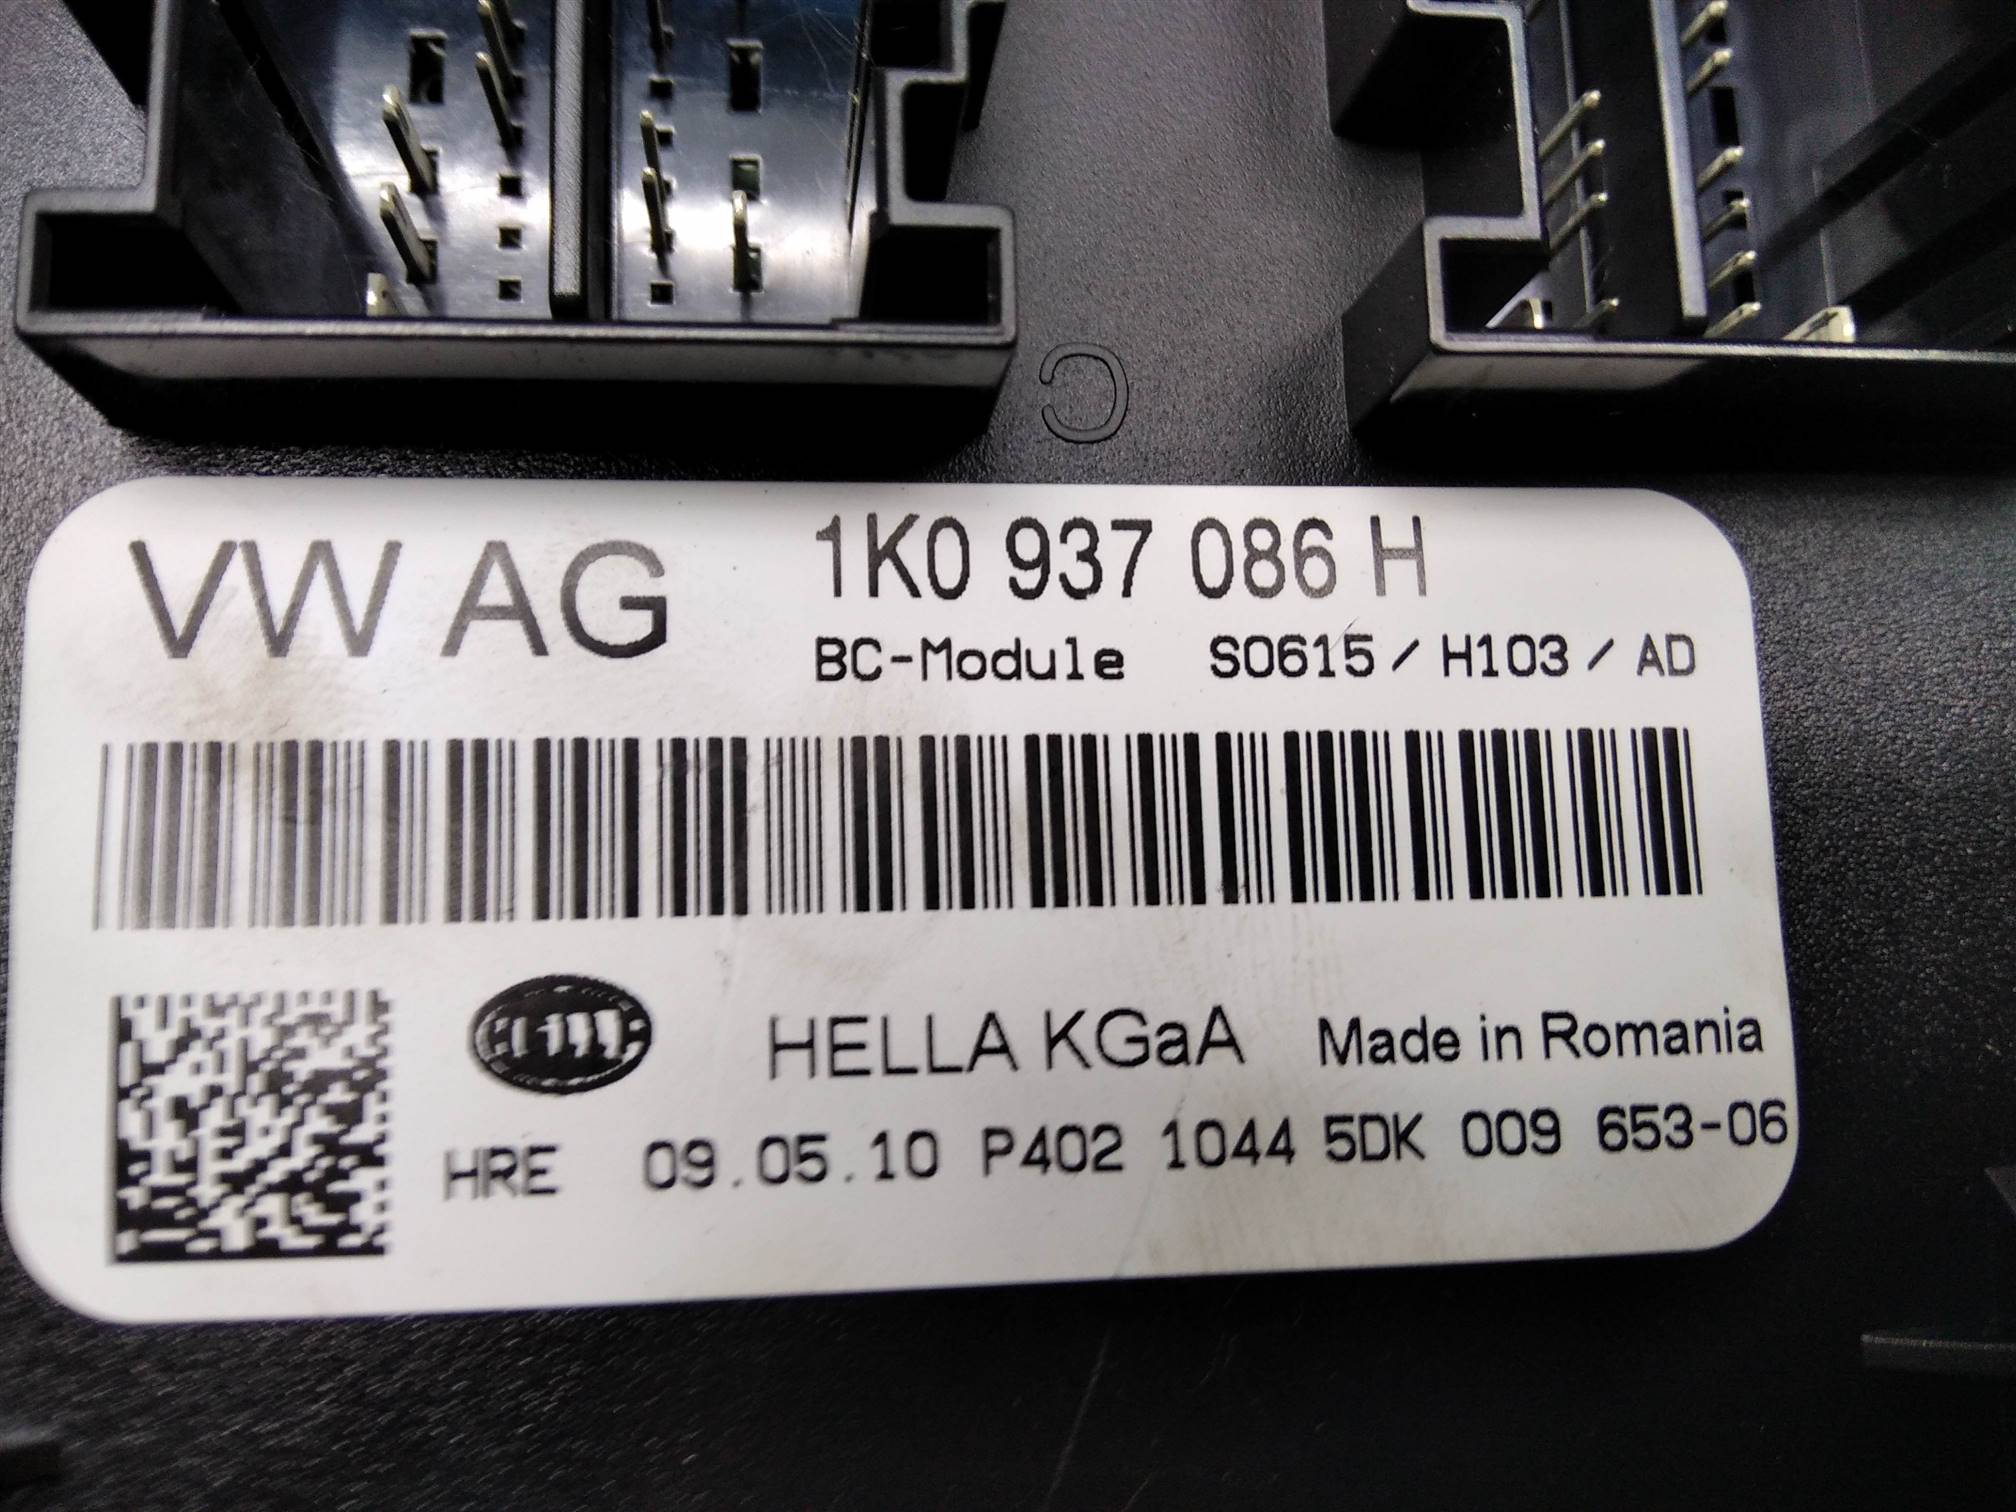 C
VW AG 1K0 937 086 H
BC-Module S0615 / H103 / AD
HELLA HELLA KGaA Made in Romania
HRE 09.05.10 P402 1044 5DK 009 653-06